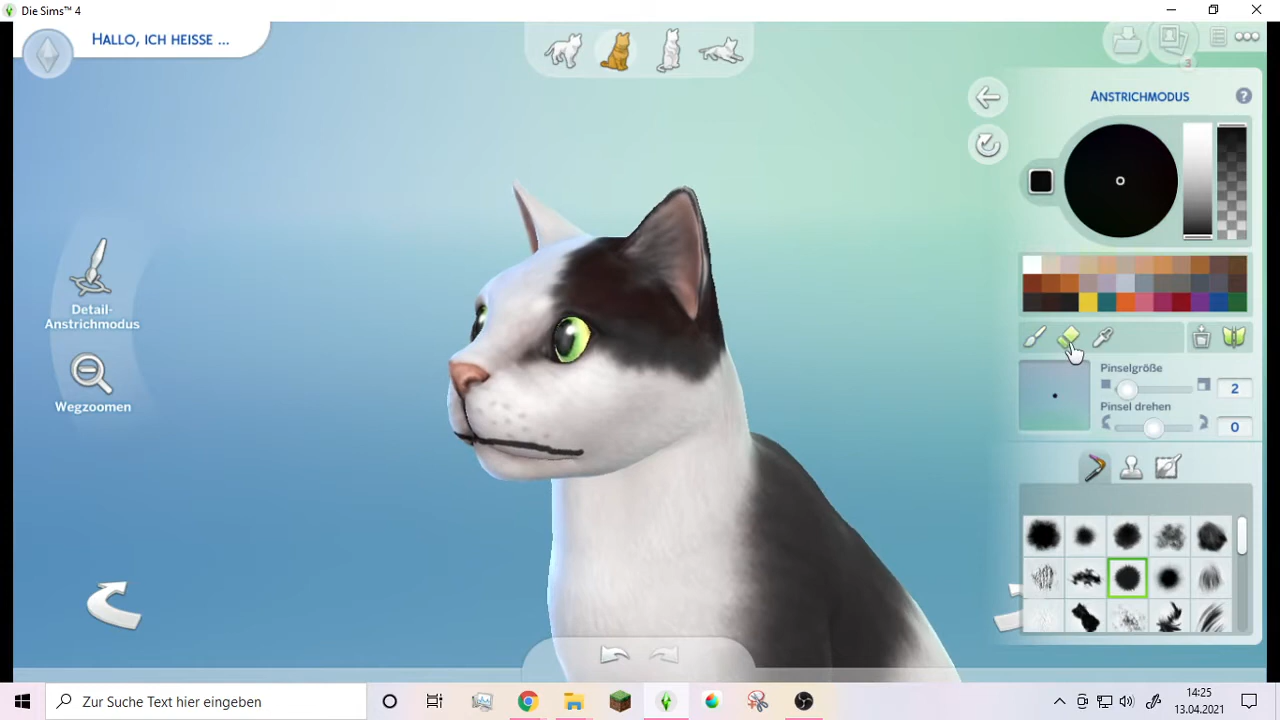 Die Sims™ 4
HALLO, ICH HEISSE ...
3
ANSTRICHMODUS
?
Detail-
Anstrichmodus
Wegzoomen
Pinselgröße
2
Pinsel drehen
0
Zur Suche Text hier eingeben
14:25
13.04.2021